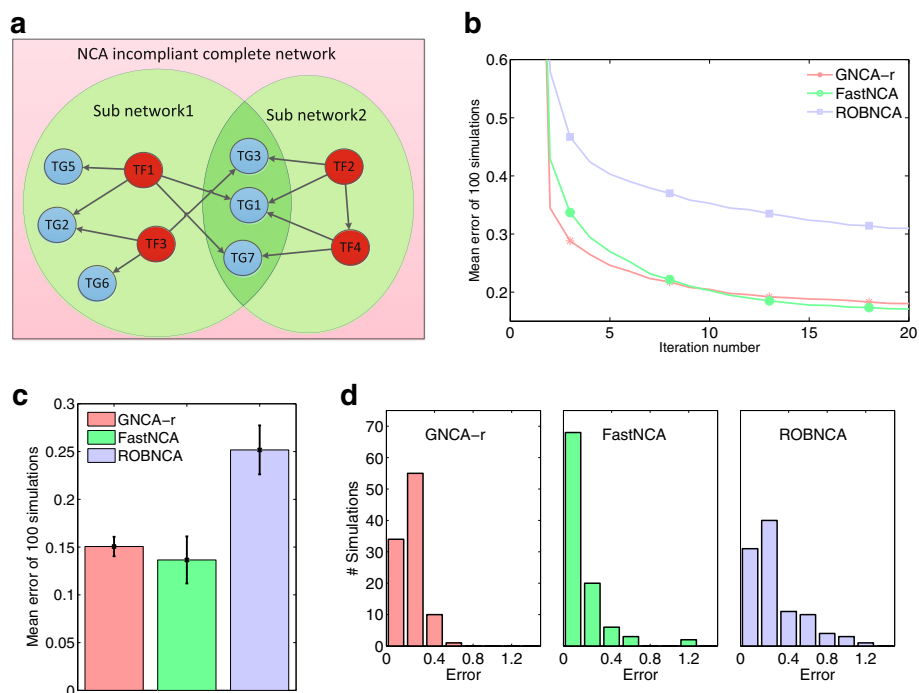 a
NCA incompliant complete network
Sub network1
Sub network2
TG5
TF1
TG3
TF2
TG2
TG1
TF3
TF4
TG7
TG6
b
Mean error of 100 simulations
0.6
0.5
0.4
0.3
0.2
0
5
10
15
20
Iteration number
GNCA-r
FastNCA
ROBNCA
c
Mean error of 100 simulations
0.3
0.25
0.2
0.15
0.1
0.05
0
GNCA-r
FastNCA
ROBNCA
d
# Simulations
70
60
50
40
30
20
10
0
GNCA-r
0 0.4 0.8 1.2
Error
FastNCA
0 0.4 0.8 1.2
Error
ROBNCA
0 0.4 0.8 1.2
Error